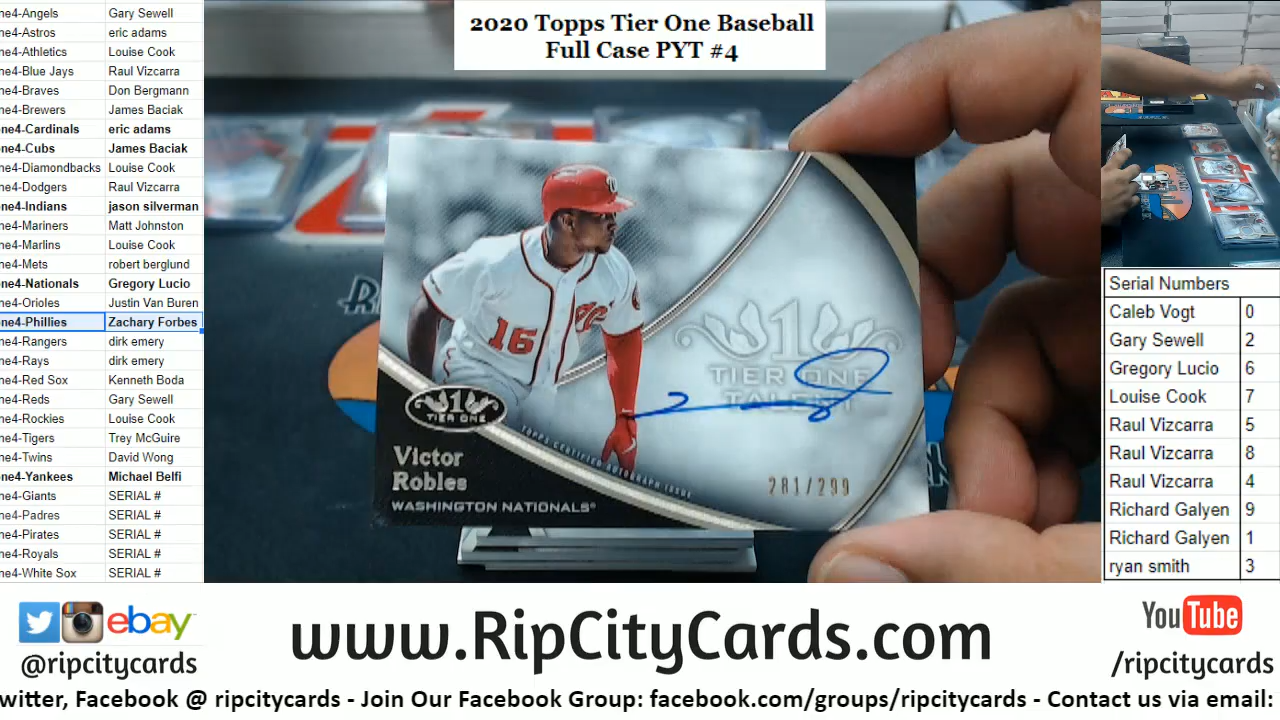 2020 Topps Tier One Baseball
Full Case PYT #4
ne4-Angels Gary Sewell
ne4-Astros eric adams
ne4-Athletics Louise Cook
ne4-Blue Jays Raul Vizcarra
ne4-Braves Don Bergmann
ne4-Brewers James Baciak
ne4-Cardinals eric adams
ne4-Cubs James Baciak
ne4-Diamondbacks Louise Cook
ne4-Dodgers Raul Vizcarra
ne4-Indians jason silverman
ne4-Mariners Matt Johnston
ne4-Marlins Louise Cook
ne4-Mets robert berglund
ne4-Nationals Gregory Lucio
ne4-Orioles Justin Van Buren
ne4-Phillies Zachary Forbes
ne4-Rangers dirk emery
ne4-Rays dirk emery
ne4-Red Sox Kenneth Boda
ne4-Reds Gary Sewell
ne4-Rockies Louise Cook
ne4-Tigers Trey McGuire
ne4-Twins David Wong
ne4-Yankees Michael Belfi
ne4-Giants SERIAL #
ne4-Padres SERIAL #
ne4-Pirates SERIAL #
ne4-Royals SERIAL #
ne4-White Sox SERIAL #
16
1
TIER ONE
TALENT
1
TIER ONE
TOPPS CERTIFIED AUTOGRAPH ISSUE
Victor
Robles
WASHINGTON NATIONALS®
281/299
Serial Numbers
Caleb Vogt 0
Gary Sewell 2
Gregory Lucio 6
Louise Cook 7
Raul Vizcarra 5
Raul Vizcarra 8
Raul Vizcarra 4
Richard Galyen 9
Richard Galyen 1
ryan smith 3
ebay
@ripcitycards
www.RipCityCards.com
YouTube
/ripcitycards
witter, Facebook @ ripcitycards - Join Our Facebook Group: facebook.com/groups/ripcitycards - Contact us via email: